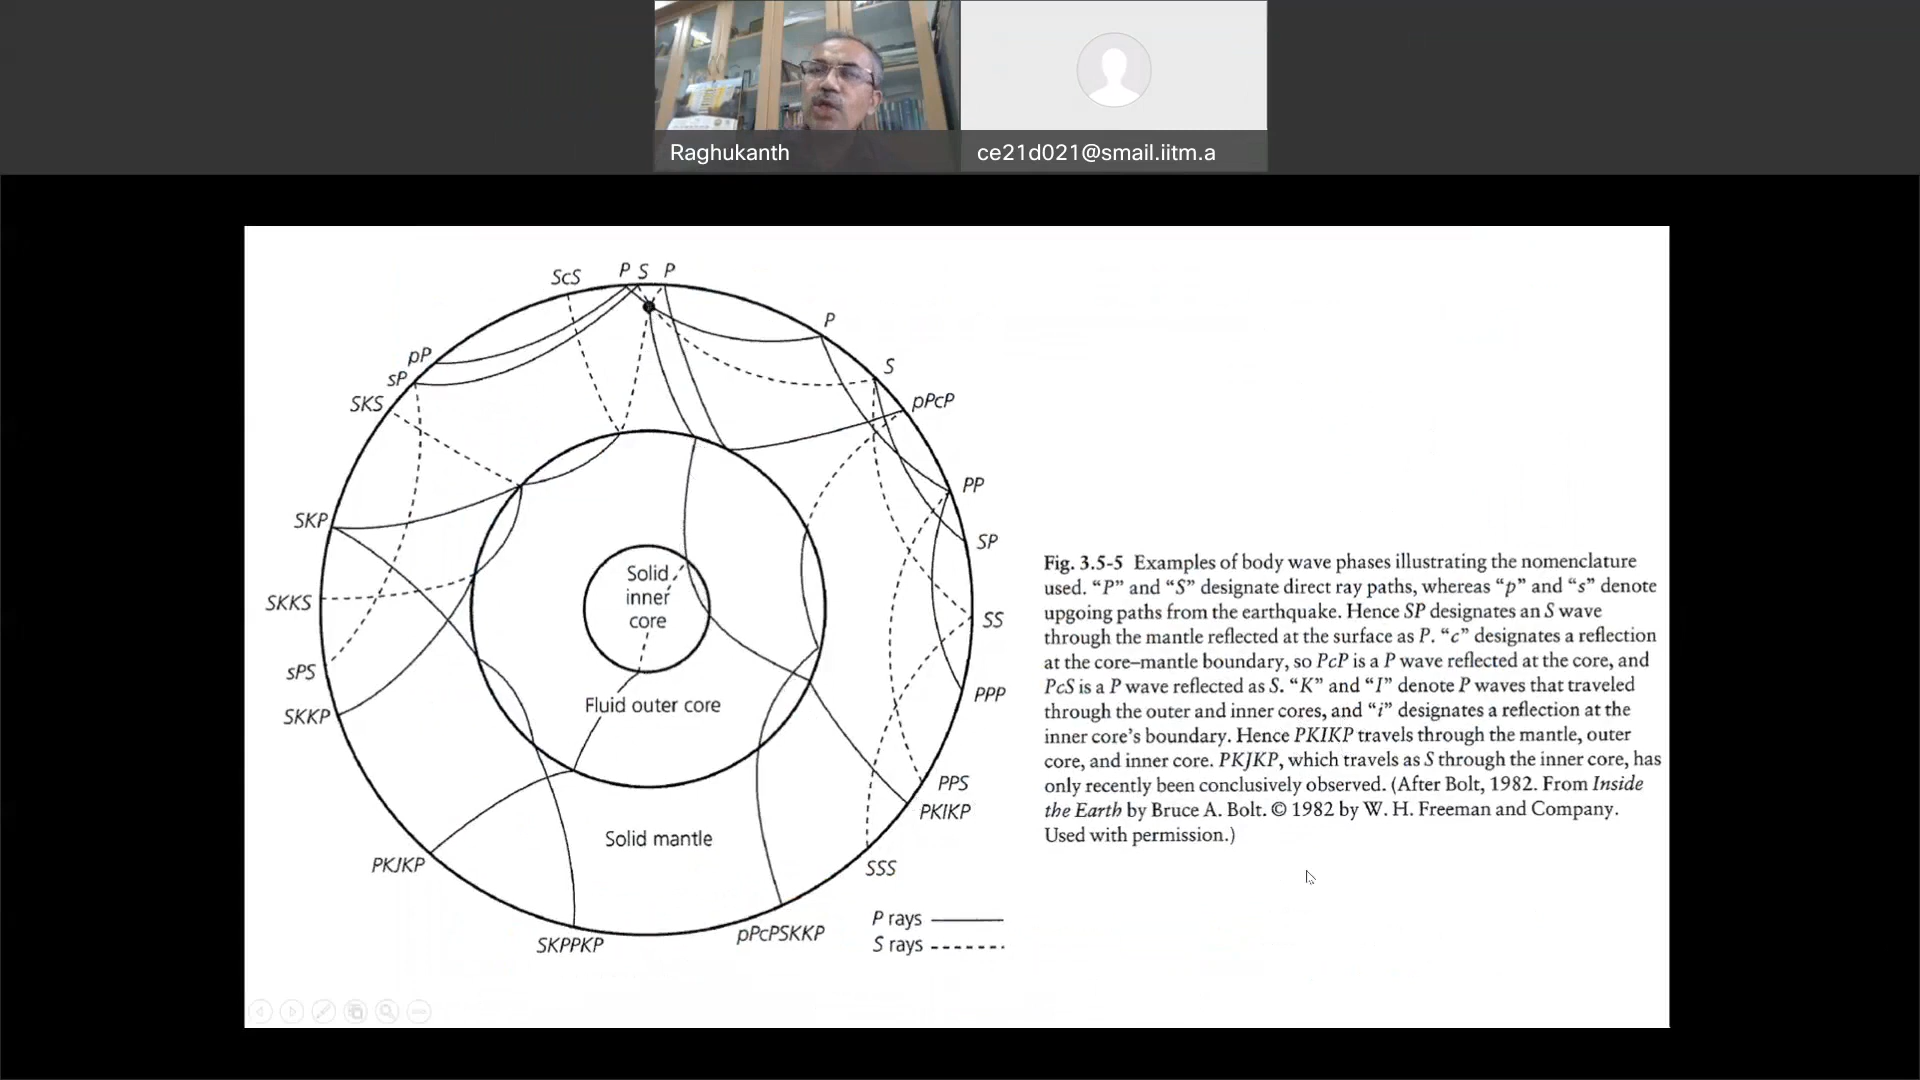 Raghukanth
ce21d021@smail.iitm.a
ScS
P
S
P
P
S
pP
sP
SKS
pPcP
PP
SKP
SP
Solid
inner
core
SKKS
SS
sPS
PPP
SKKP
Fluid outer core
PPS
PKIKP
Solid mantle
PKJKP
SSS
P rays
S rays
pPcPSKKP
SKPPKP
Fig. 3.5-5 Examples of body wave phases illustrating the nomenclature
used. “P” and “S” designate direct ray paths, whereas “p” and “s” denote
upgoing paths from the earthquake. Hence SP designates an S wave
through the mantle reflected at the surface as P. “c” designates a reflection
at the core–mantle boundary, so PcP is a P wave reflected at the core, and
PcS is a P wave reflected as S. “K” and “I” denote P waves that traveled
through the outer and inner cores, and “i” designates a reflection at the
inner core’s boundary. Hence PKIKP travels through the mantle, outer
core, and inner core. PKJKP, which travels as S through the inner core, has
only recently been conclusively observed. (After Bolt, 1982. From Inside
the Earth by Bruce A. Bolt. © 1982 by W. H. Freeman and Company.
Used with permission.)